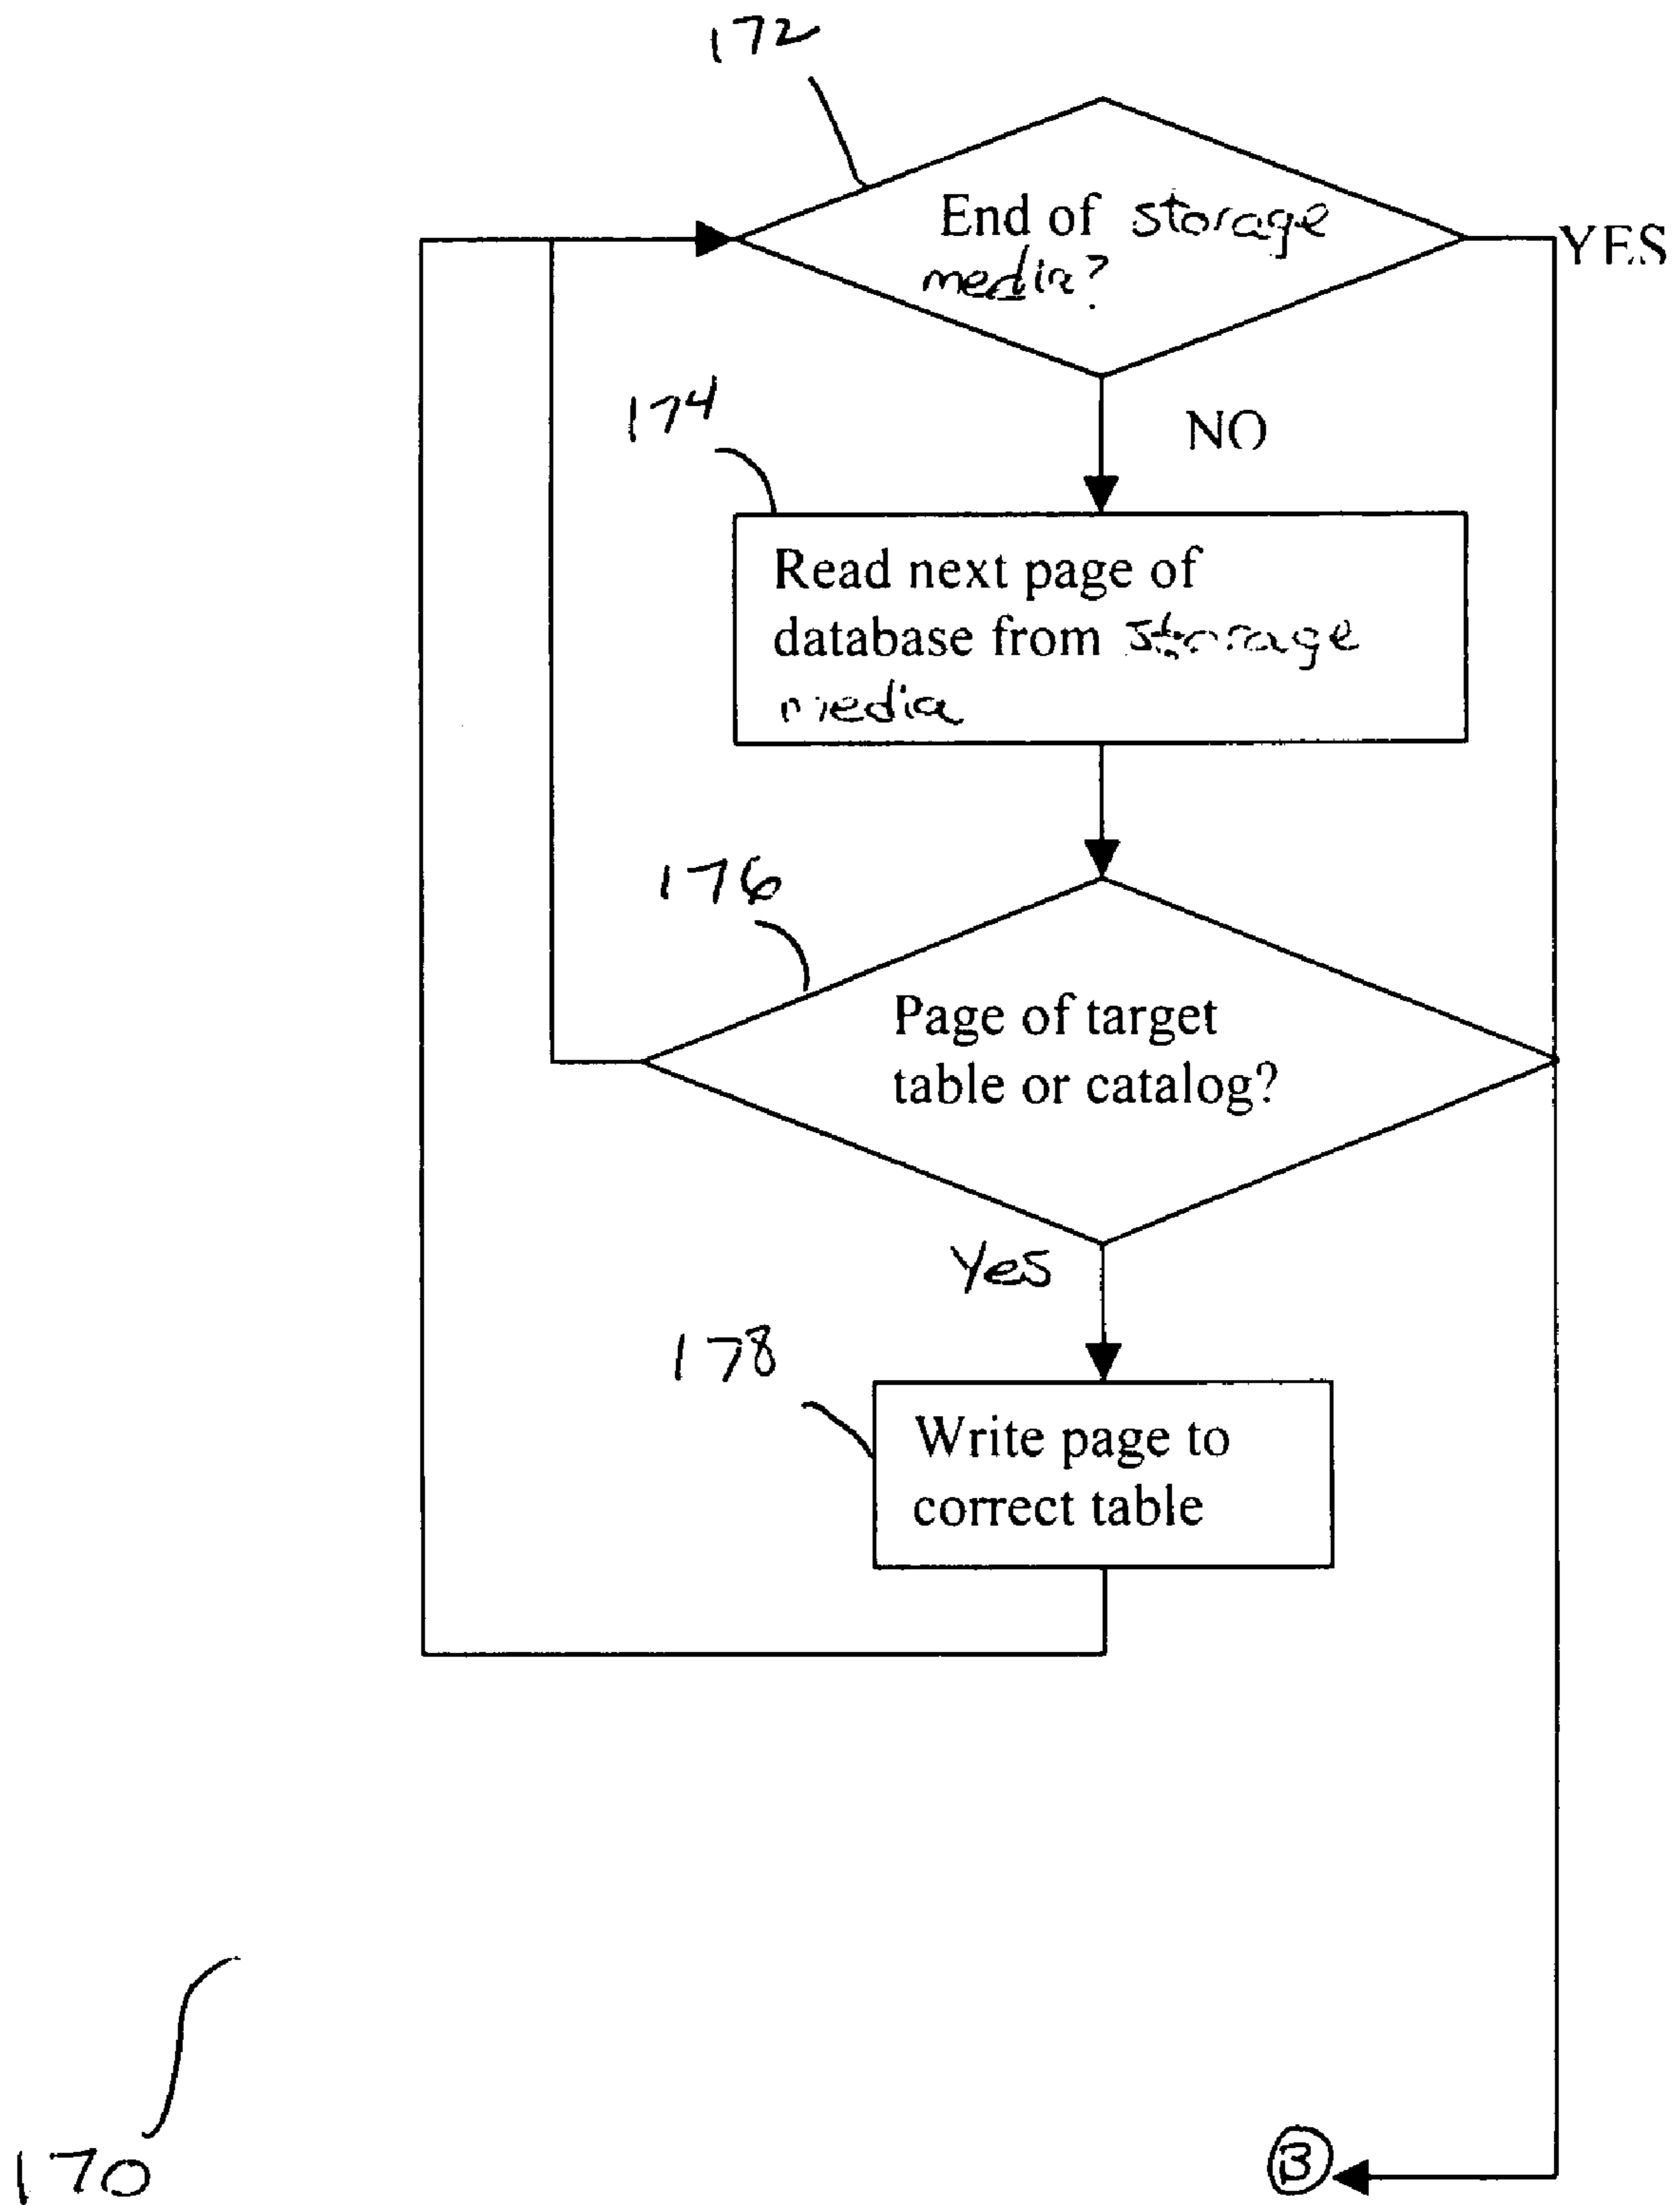 172
End of storage
media?
YES
174
NO
Read next page of
database from storage
media
176
Page of target
table or catalog?
Yes
178
Write page to
correct table
170
3